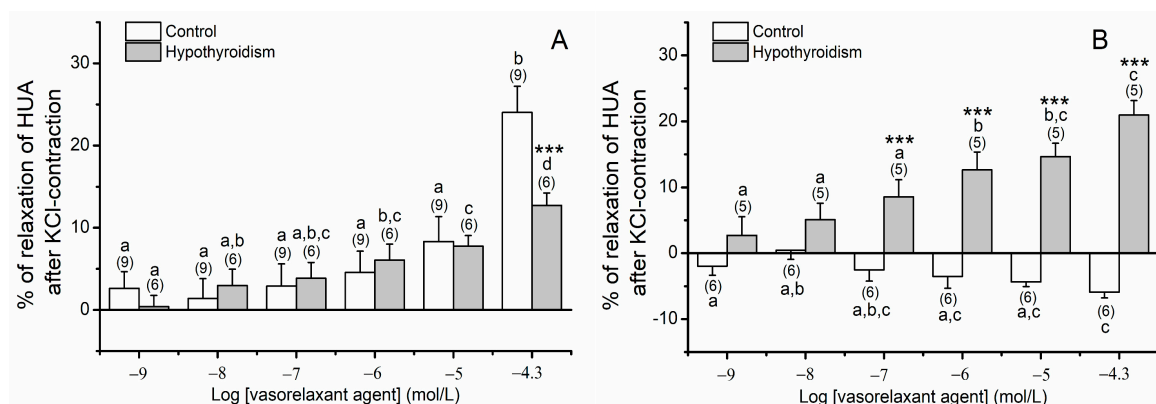 Control
Hypothyroidism
A
% of relaxation of HUA
after KCl-contraction
30
20
10
0
a
(9)
a
(6)
a
(9)
a,b
(6)
a
(9)
a,b,c
(6)
a
(9)
b,c
(6)
a
(9)
c
(6)
b
(9)
***
d
(6)
−9
−8
−7
−6
−5
−4.3
Log [vasorelaxant agent] (mol/L)
Control
Hypothyroidism
B
% of relaxation of HUA
after KCl-contraction
30
20
10
0
-10
a
(5)
a
(5)
***
a
(5)
***
b
(5)
***
b,c
(5)
***
c
(5)
(6)
a
(6)
a,b
(6)
a,b,c
(6)
a,c
(6)
a,c
(6)
c
−9
−8
−7
−6
−5
−4.3
Log [vasorelaxant agent] (mol/L)